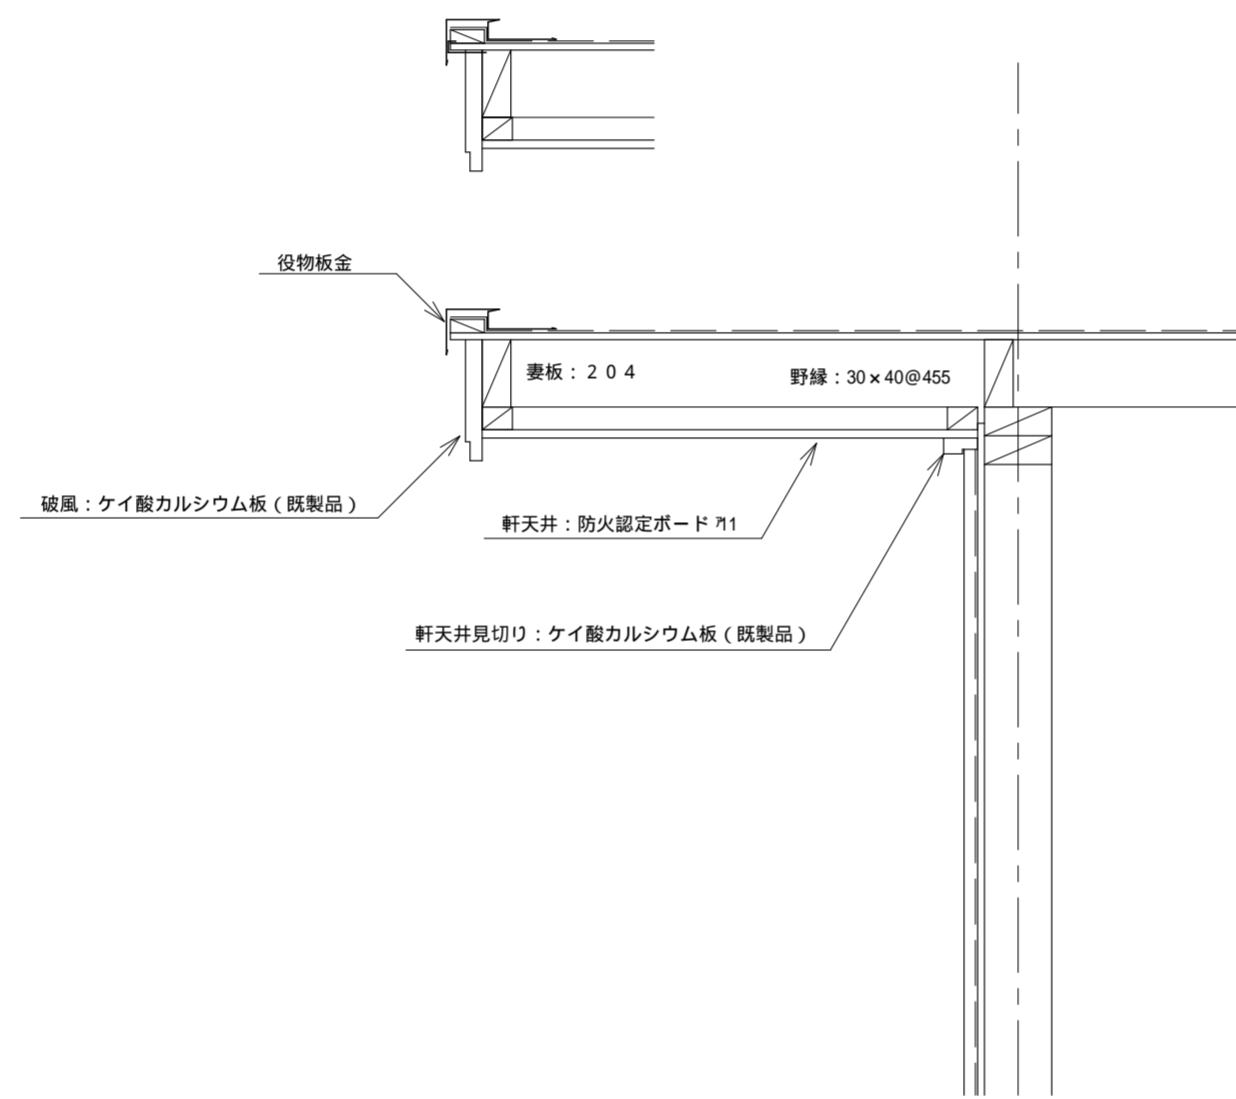 役物板金
妻板：２０４
野縁：30×40@455
破風：ケイ酸カルシウム板（既製品）
軒天井：防火認定ボード ｱ11
軒天井見切り：ケイ酸カルシウム板（既製品）